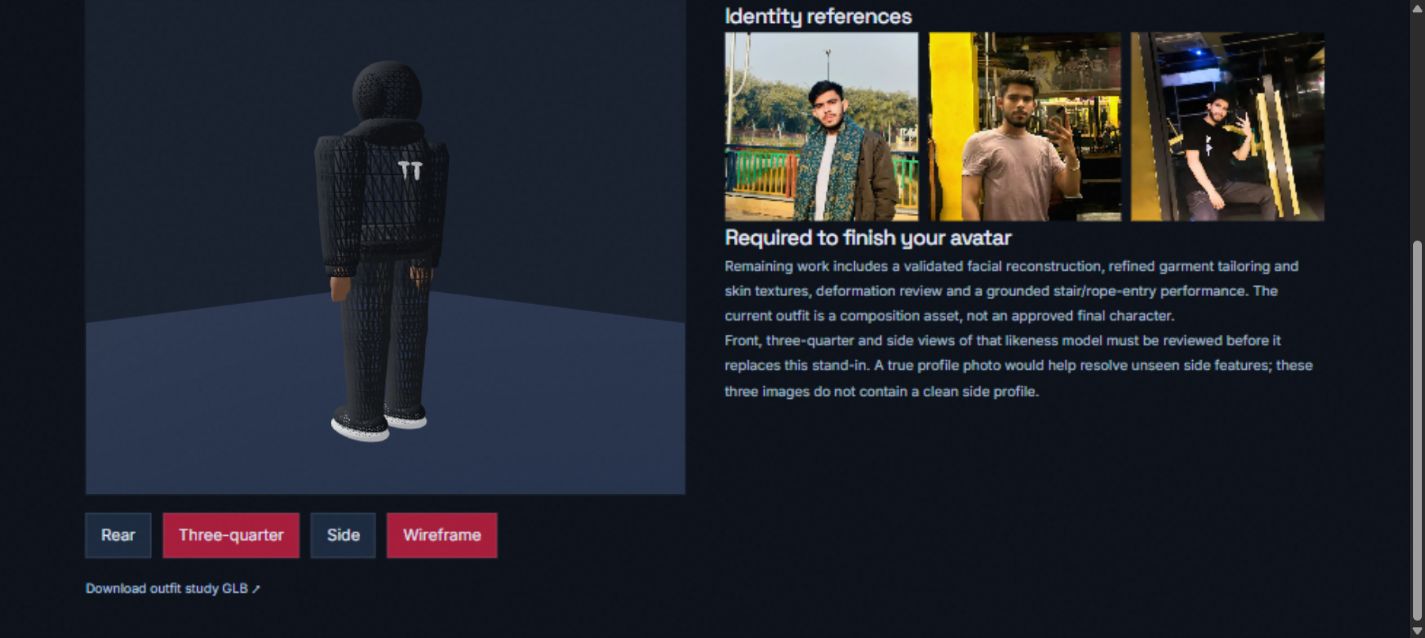 Identity references
TT
Required to finish your avatar
Remaining work includes a validated facial reconstruction, refined garment tailoring and
skin textures, deformation review and a grounded stair/rope-entry performance. The
current outfit is a composition asset, not an approved final character.
Front, three-quarter and side views of that likeness model must be reviewed before it
replaces this stand-in. A true profile photo would help resolve unseen side features; these
three images do not contain a clean side profile.
Rear
Three-quarter
Side
Wireframe
Download outfit study GLB ↗